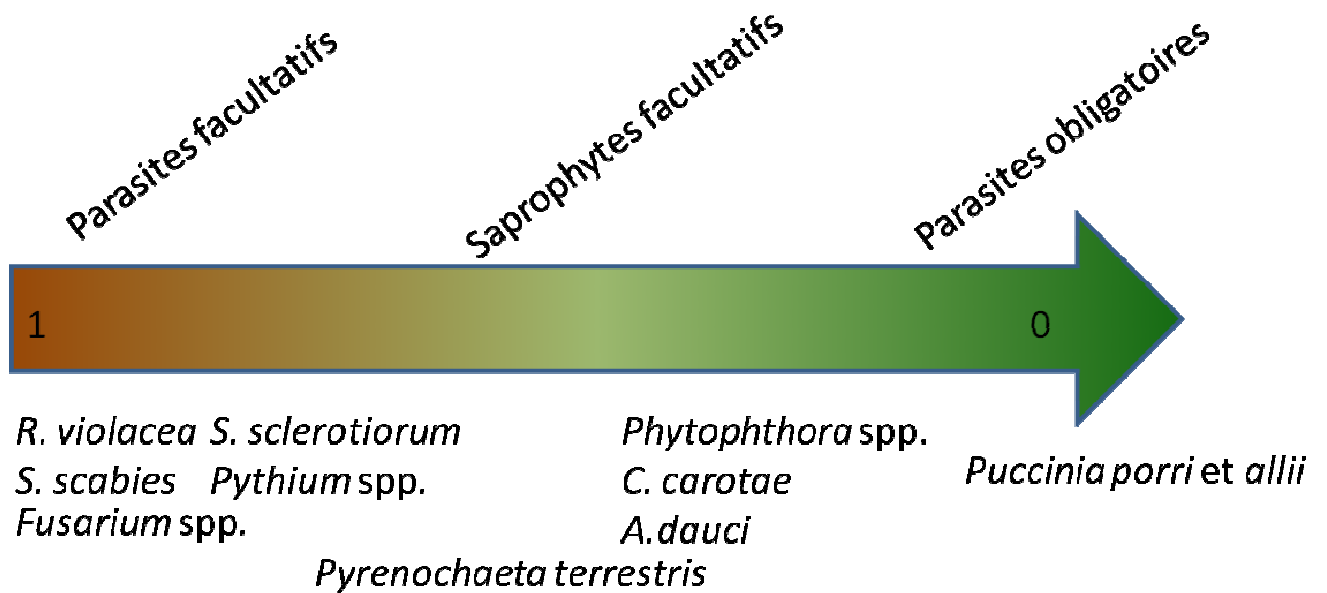 Parasites facultatifs
Saprophytes facultatifs
Parasites obligatoires
1
0
R. violacea S. sclerotiorum
S. scabies Pythium spp.
Fusarium spp.
Pyrenochaeta terrestris
Phytophthora spp.
C. carotae
A.dauci
Puccinia porri et allii